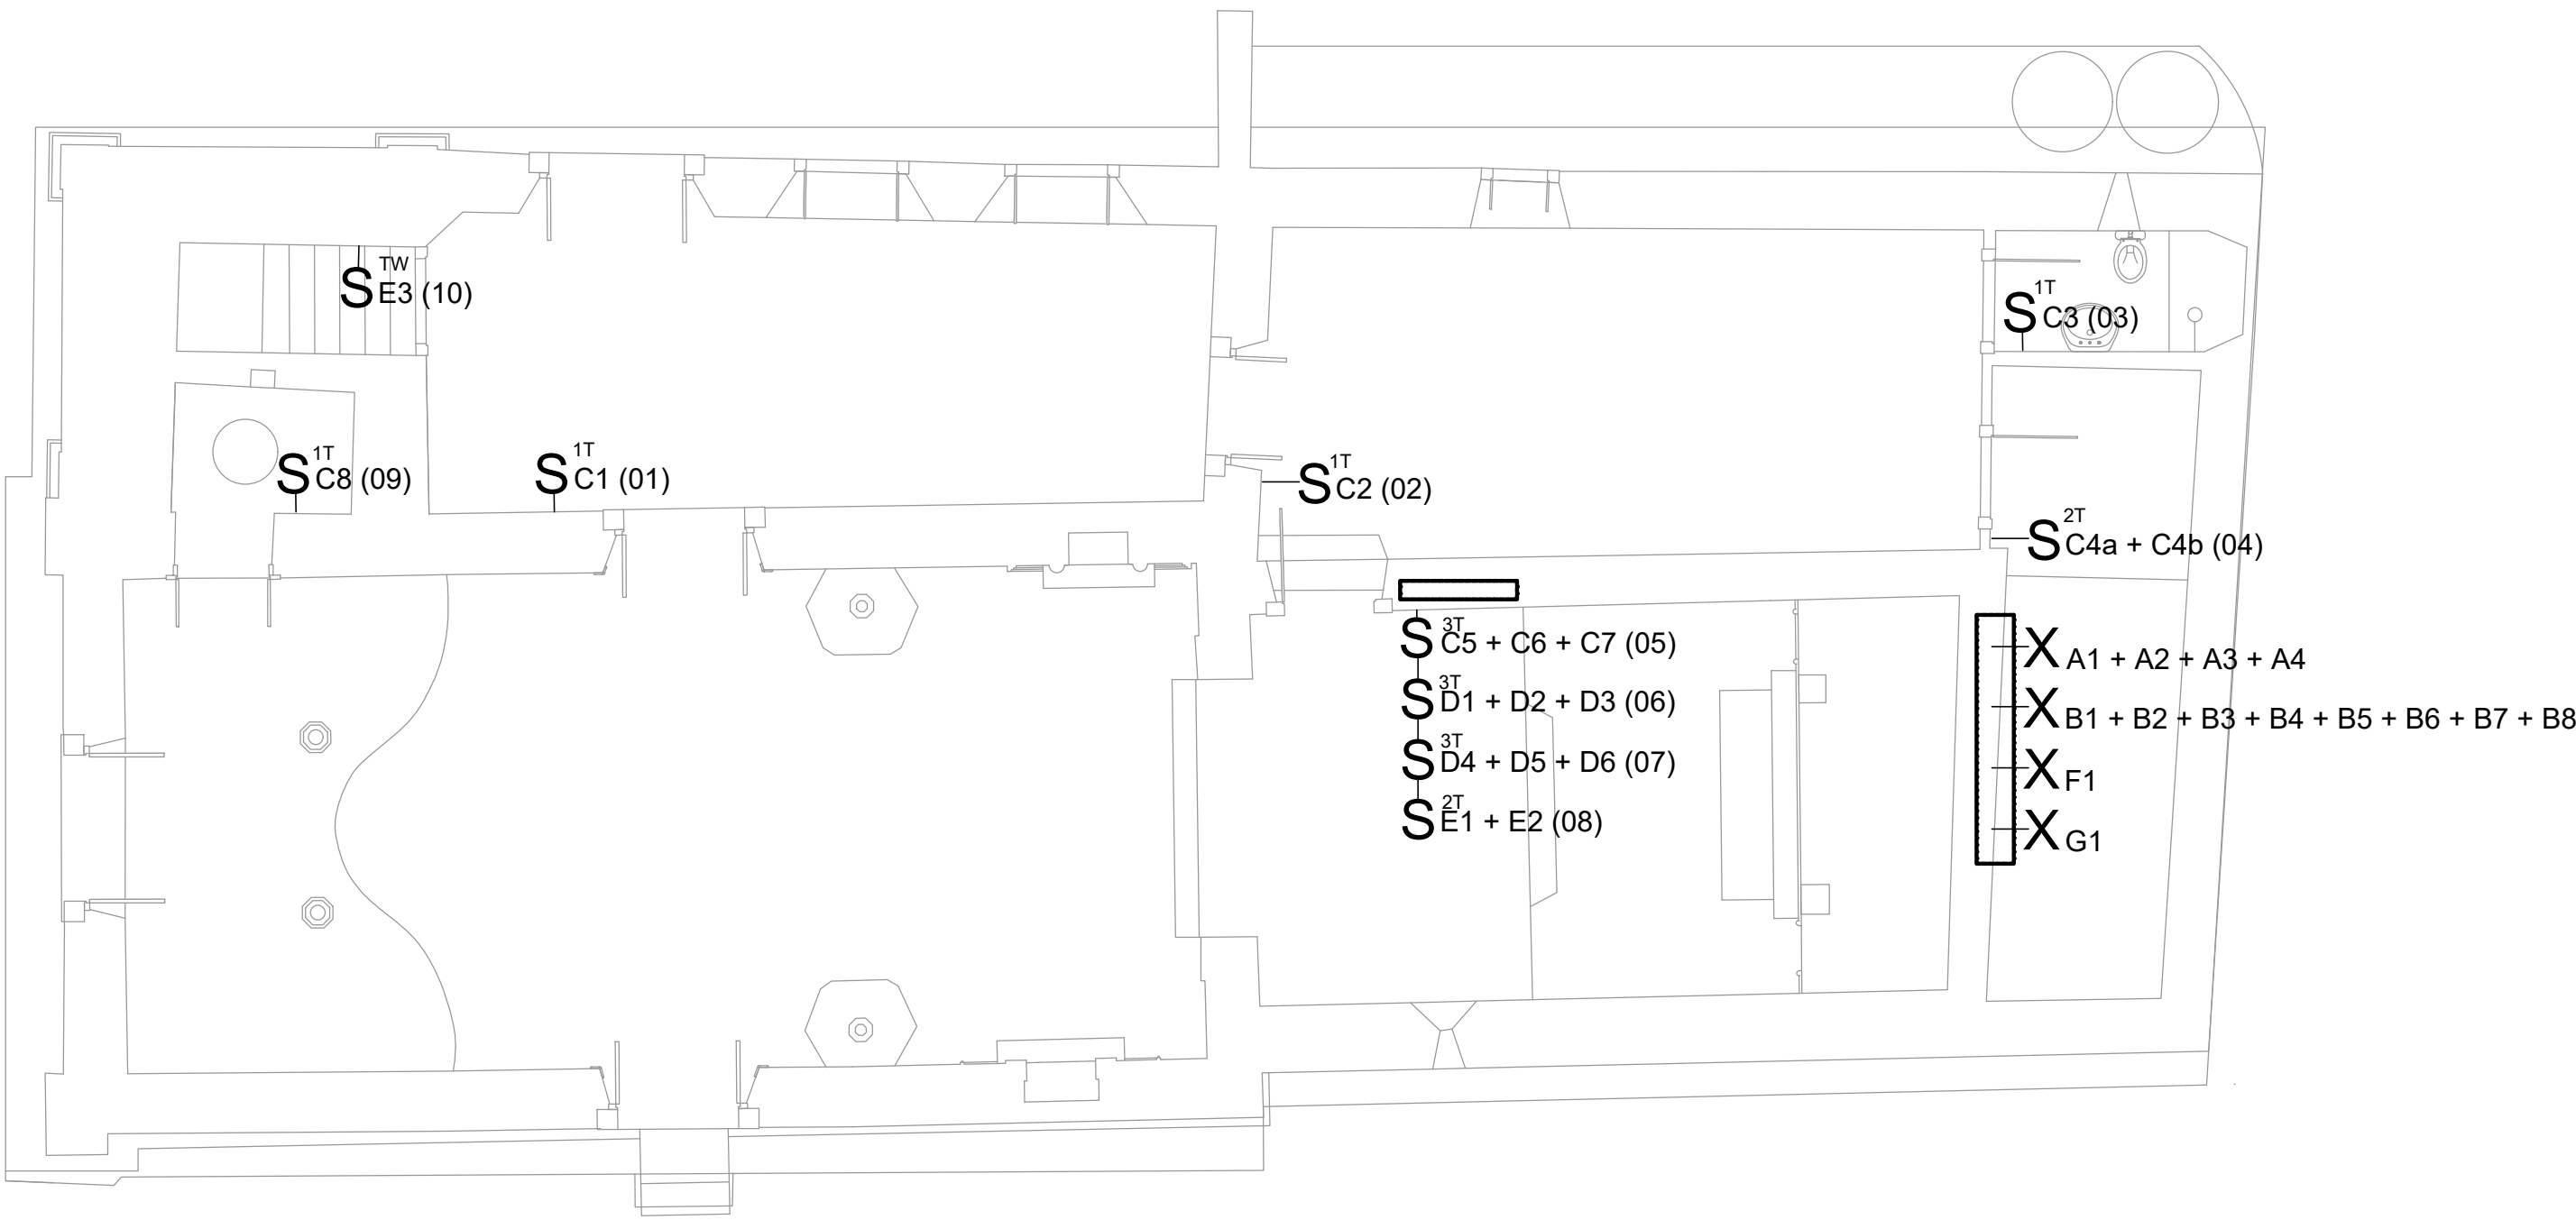 TW
S E3 (10)
1T
S C3 (03)
1T
S C8 (09)
1T
S C1 (01)
1T
S C2 (02)
2T
S C4a + C4b (04)
3T
S C5 + C6 + C7 (05)
3T
S D1 + D2 + D3 (06)
3T
S D4 + D5 + D6 (07)
2T
S E1 + E2 (08)
X A1 + A2 + A3 + A4
X B1 + B2 + B3 + B4 + B5 + B6 + B7 + B8
X F1
X G1